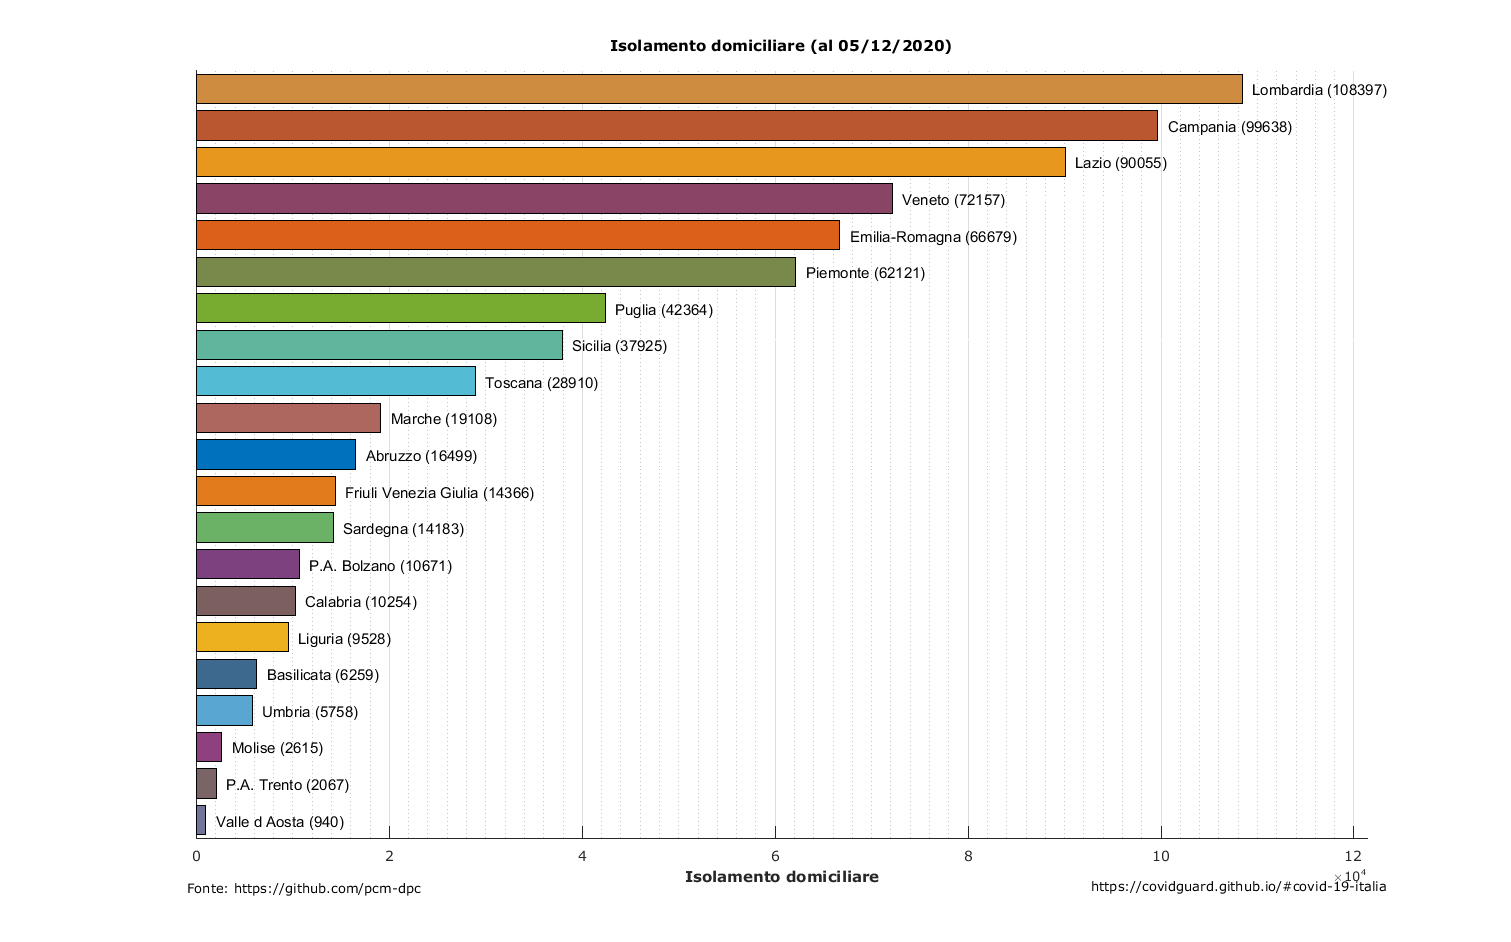 Isolamento domiciliare (al 05/12/2020)
Lombardia (108397)
Campania (99638)
Lazio (90055)
Veneto (72157)
Emilia-Romagna (66679)
Piemonte (62121)
Puglia (42364)
Sicilia (37925)
Toscana (28910)
Marche (19108)
Abruzzo (16499)
Friuli Venezia Giulia (14366)
Sardegna (14183)
P.A. Bolzano (10671)
Calabria (10254)
Liguria (9528)
Basilicata (6259)
Umbria (5758)
Molise (2615)
P.A. Trento (2067)
Valle d Aosta (940)
0 2 4 6 8 10 12
×10⁴
Isolamento domiciliare
Fonte: https://github.com/pcm-dpc
https://covidguard.github.io/#covid-19-italia